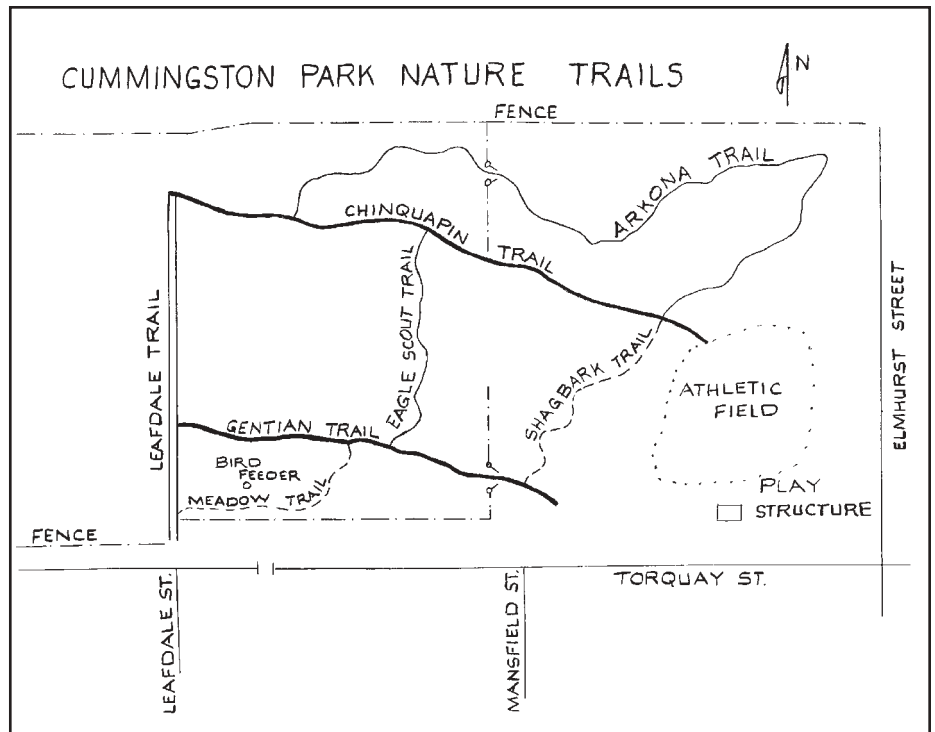 CUMMINGSTON PARK NATURE TRAILS
N
FENCE
ARKONA TRAIL
CHINQUAPIN TRAIL
EAGLE SCOUT TRAIL
SHAGBARK TRAIL
LEAFDALE TRAIL
ELMHURST STREET
ATHLETIC
FIELD
GENTIAN TRAIL
BIRD
FEEDER
MEADOW TRAIL
PLAY
STRUCTURE
FENCE
TORQUAY ST.
LEAFDALE ST.
MANSFIELD ST.